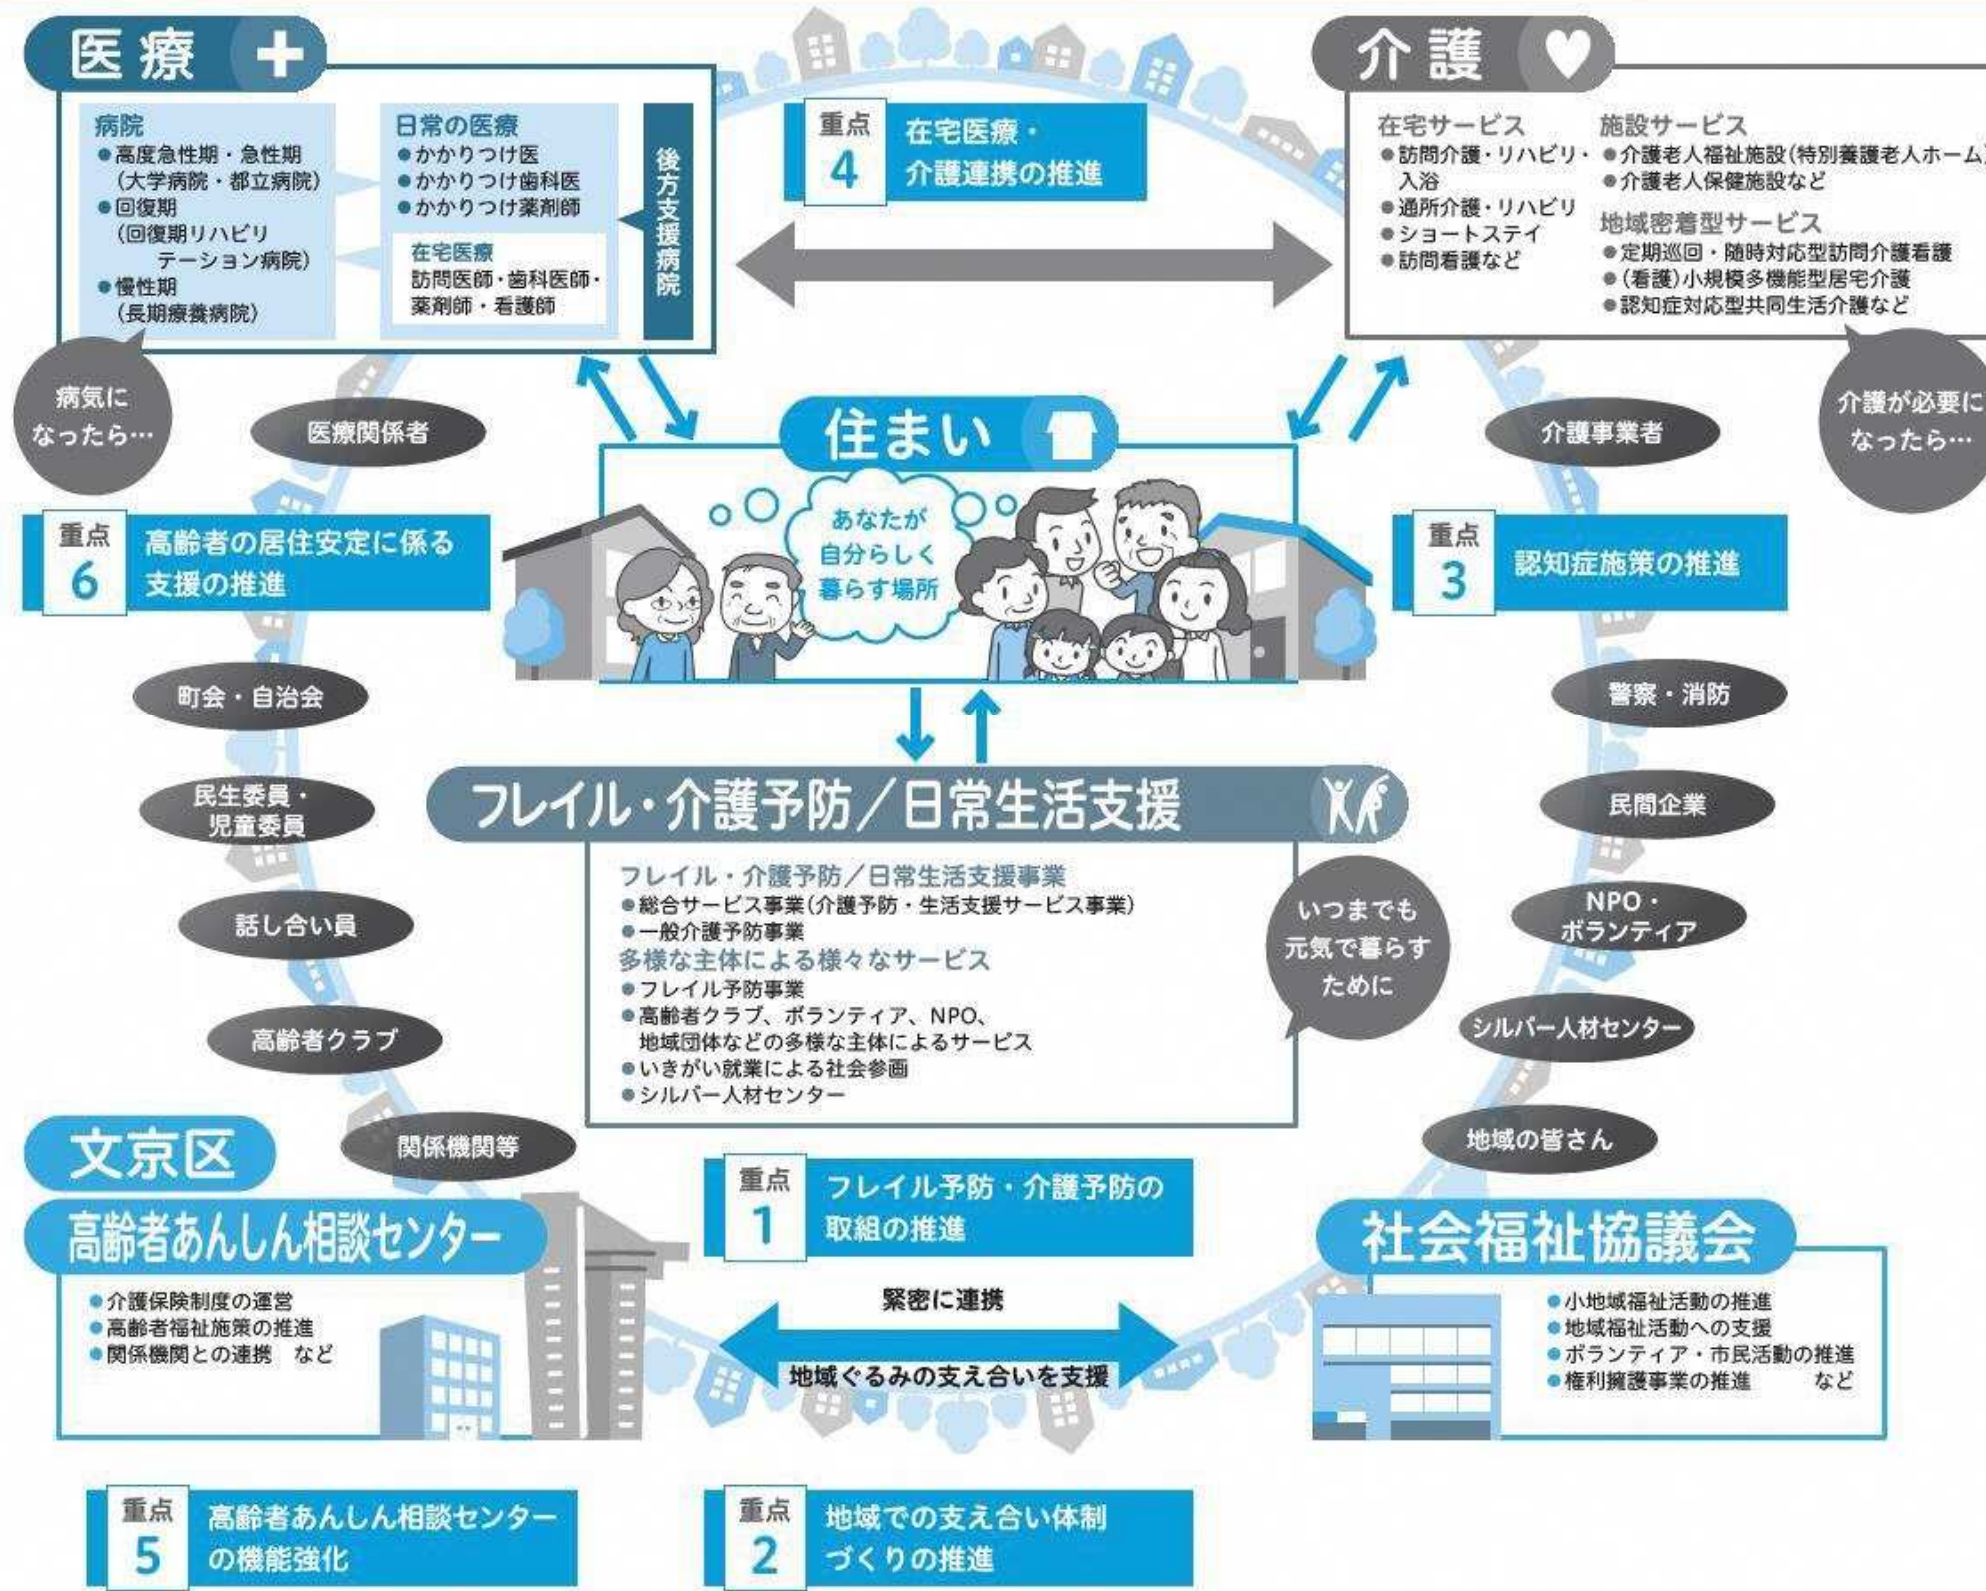 医療
病院
●高度急性期・急性期
(大学病院・都立病院)
●回復期
(回復期リハビリ
テーション病院)
●慢性期
(長期療養病院)
日常の医療
●かかりつけ医
●かかりつけ歯科医
●かかりつけ薬剤師
在宅医療
訪問医師・歯科医師・
薬剤師・看護師
後方支援病院
病気に
なったら…
重点
4
在宅医療・
介護連携の推進
介護
在宅サービス
●訪問介護・リハビリ・
入浴
●通所介護・リハビリ
●ショートステイ
●訪問看護など
施設サービス
●介護老人福祉施設(特別養護老人ホーム)
●介護老人保健施設など
地域密着型サービス
●定期巡回・随時対応型訪問介護看護
●(看護)小規模多機能型居宅介護
●認知症対応型共同生活介護など
介護が必要に
なったら…
医療関係者
介護事業者
住まい
あなたが
自分らしく
暮らす場所
重点
6
高齢者の居住安定に係る
支援の推進
重点
3
認知症施策の推進
町会・自治会
民生委員・
児童委員
話し合い員
高齢者クラブ
関係機関等
警察・消防
民間企業
NPO・
ボランティア
シルバー人材センター
地域の皆さん
フレイル・介護予防/日常生活支援
フレイル・介護予防/日常生活支援事業
●総合サービス事業(介護予防・生活支援サービス事業)
●一般介護予防事業
多様な主体による様々なサービス
●フレイル予防事業
●高齢者クラブ、ボランティア、NPO、
地域団体などの多様な主体によるサービス
●いきがい就業による社会参画
●シルバー人材センター
いつまでも
元気で暮らす
ために
文京区
高齢者あんしん相談センター
●介護保険制度の運営
●高齢者福祉施策の推進
●関係機関との連携 など
重点
1
フレイル予防・介護予防の
取組の推進
緊密に連携
地域ぐるみの支え合いを支援
社会福祉協議会
●小地域福祉活動の推進
●地域福祉活動への支援
●ボランティア・市民活動の推進
●権利擁護事業の推進 など
重点
5
高齢者あんしん相談センター
の機能強化
重点
2
地域での支え合い体制
づくりの推進